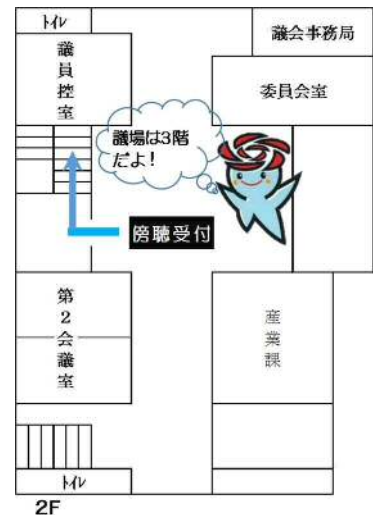 トイレ
議会事務局
議員控室
委員会室
議場は3階
だよ!
傍聴受付
第2会議室
産業課
トイレ
2F